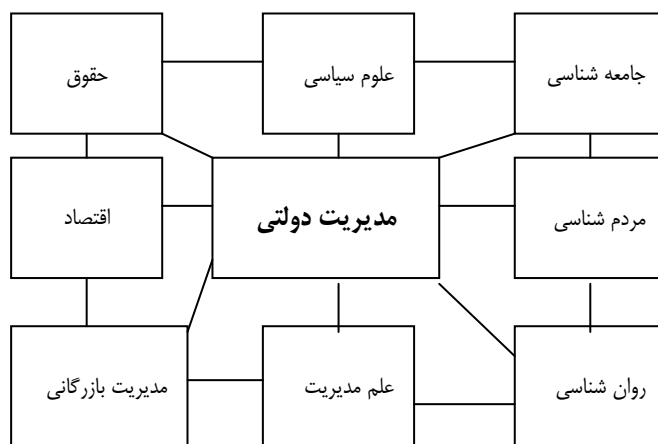 جامعه شناسی
علوم سیاسی
حقوق
مردم شناسی
مدیریت دولتی
اقتصاد
روان شناسی
علم مدیریت
مدیریت بازرگانی